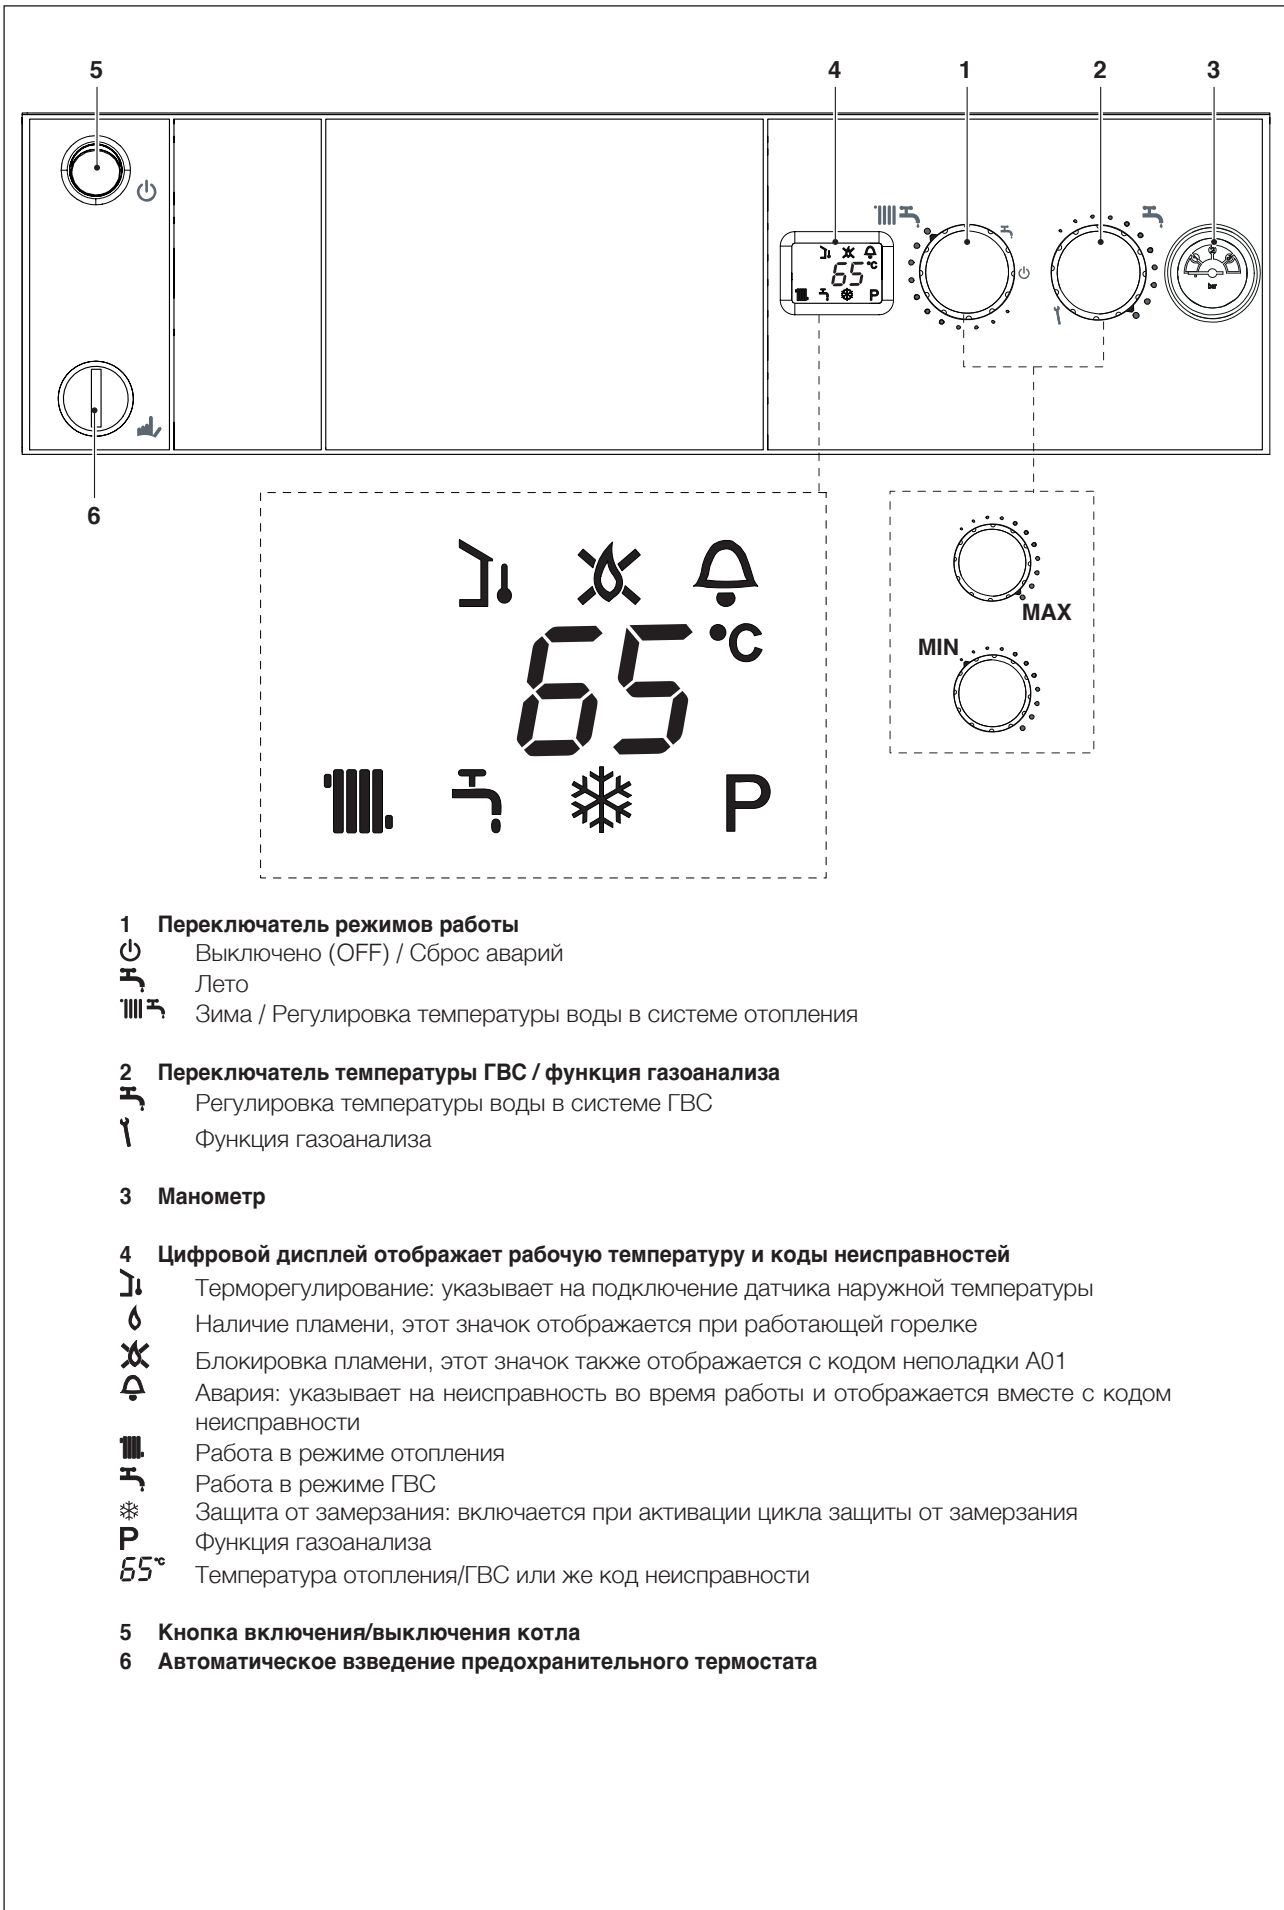 5 4 1 2 3
65 °C
P
bar
6
MAX
65 °C
MIN
P
1 Переключатель режимов работы
Выключено (OFF) / Сброс аварий
Лето
Зима / Регулировка температуры воды в системе отопления
2 Переключатель температуры ГВС / функция газоанализа
Регулировка температуры воды в системе ГВС
Функция газоанализа
3 Манометр
4 Цифровой дисплей отображает рабочую температуру и коды неисправностей
Терморегулирование: указывает на подключение датчика наружной температуры
Наличие пламени, этот значок отображается при работающей горелке
Блокировка пламени, этот значок также отображается с кодом неполадки А01
Авария: указывает на неисправность во время работы и отображается вместе с кодом
неисправности
Работа в режиме отопления
Работа в режиме ГВС
Защита от замерзания: включается при активации цикла защиты от замерзания
P Функция газоанализа
65°C Температура отопления/ГВС или же код неисправности
5 Кнопка включения/выключения котла
6 Автоматическое взведение предохранительного термостата